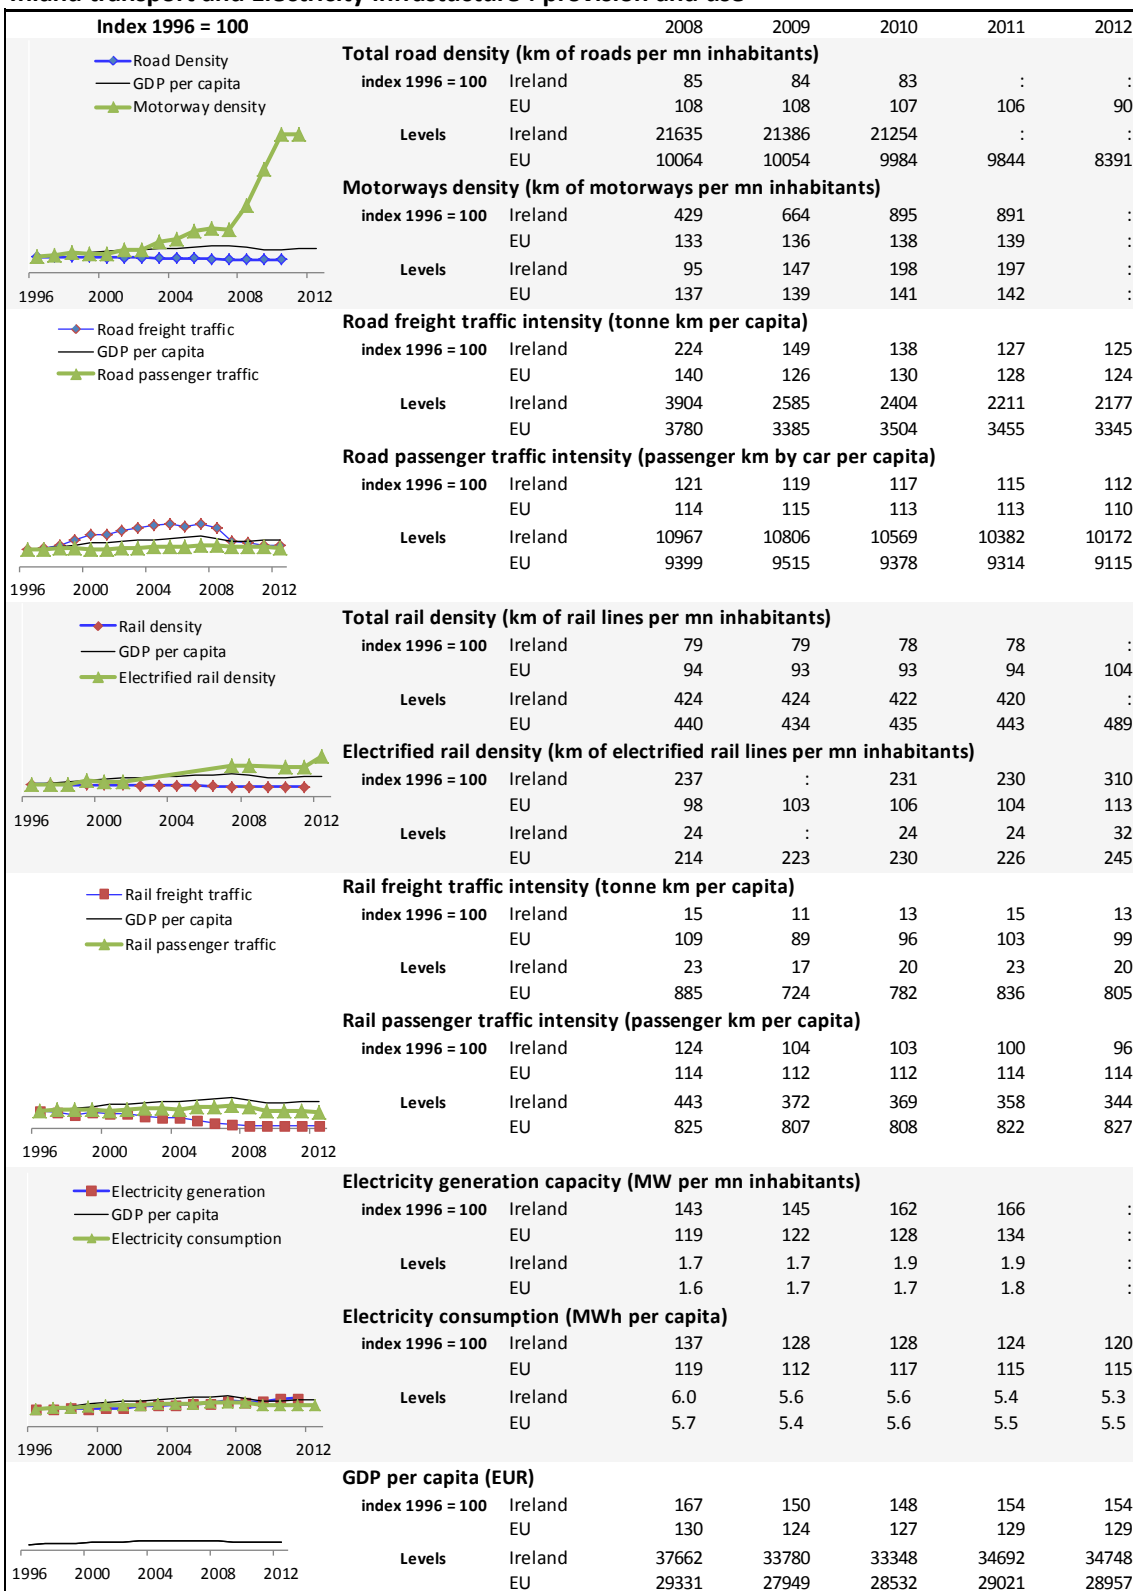 Inland transport and Electricity infrastucture : provision and use
Index 1996 = 100 2008 2009 2010 2011 2012
Road Density
GDP per capita
Motorway density
1996 2000 2004 2008 2012
Total road density (km of roads per mn inhabitants)
index 1996 = 100 Ireland 85 84 83 : :
EU 108 108 107 106 90
Levels Ireland 21635 21386 21254 : :
EU 10064 10054 9984 9844 8391
Motorways density (km of motorways per mn inhabitants)
index 1996 = 100 Ireland 429 664 895 891 :
EU 133 136 138 139 :
Levels Ireland 95 147 198 197 :
EU 137 139 141 142 :
Road freight traffic
GDP per capita
Road passenger traffic
1996 2000 2004 2008 2012
Road freight traffic intensity (tonne km per capita)
index 1996 = 100 Ireland 224 149 138 127 125
EU 140 126 130 128 124
Levels Ireland 3904 2585 2404 2211 2177
EU 3780 3385 3504 3455 3345
Road passenger traffic intensity (passenger km by car per capita)
index 1996 = 100 Ireland 121 119 117 115 112
EU 114 115 113 113 110
Levels Ireland 10967 10806 10569 10382 10172
EU 9399 9515 9378 9314 9115
Rail density
GDP per capita
Electrified rail density
1996 2000 2004 2008 2012
Total rail density (km of rail lines per mn inhabitants)
index 1996 = 100 Ireland 79 79 78 78 :
EU 94 93 93 94 104
Levels Ireland 424 424 422 420 :
EU 440 434 435 443 489
Electrified rail density (km of electrified rail lines per mn inhabitants)
index 1996 = 100 Ireland 237 : 231 230 310
EU 98 103 106 104 113
Levels Ireland 24 : 24 24 32
EU 214 223 230 226 245
Rail freight traffic
GDP per capita
Rail passenger traffic
1996 2000 2004 2008 2012
Rail freight traffic intensity (tonne km per capita)
index 1996 = 100 Ireland 15 11 13 15 13
EU 109 89 96 103 99
Levels Ireland 23 17 20 23 20
EU 885 724 782 836 805
Rail passenger traffic intensity (passenger km per capita)
index 1996 = 100 Ireland 124 104 103 100 96
EU 114 112 112 114 114
Levels Ireland 443 372 369 358 344
EU 825 807 808 822 827
Electricity generation
GDP per capita
Electricity consumption
1996 2000 2004 2008 2012
Electricity generation capacity (MW per mn inhabitants)
index 1996 = 100 Ireland 143 145 162 166 :
EU 119 122 128 134 :
Levels Ireland 1.7 1.7 1.9 1.9 :
EU 1.6 1.7 1.7 1.8 :
Electricity consumption (MWh per capita)
index 1996 = 100 Ireland 137 128 128 124 120
EU 119 112 117 115 115
Levels Ireland 6.0 5.6 5.6 5.4 5.3
EU 5.7 5.4 5.6 5.5 5.5
1996 2000 2004 2008 2012
GDP per capita (EUR)
index 1996 = 100 Ireland 167 150 148 154 154
EU 130 124 127 129 129
Levels Ireland 37662 33780 33348 34692 34748
EU 29331 27949 28532 29021 28957